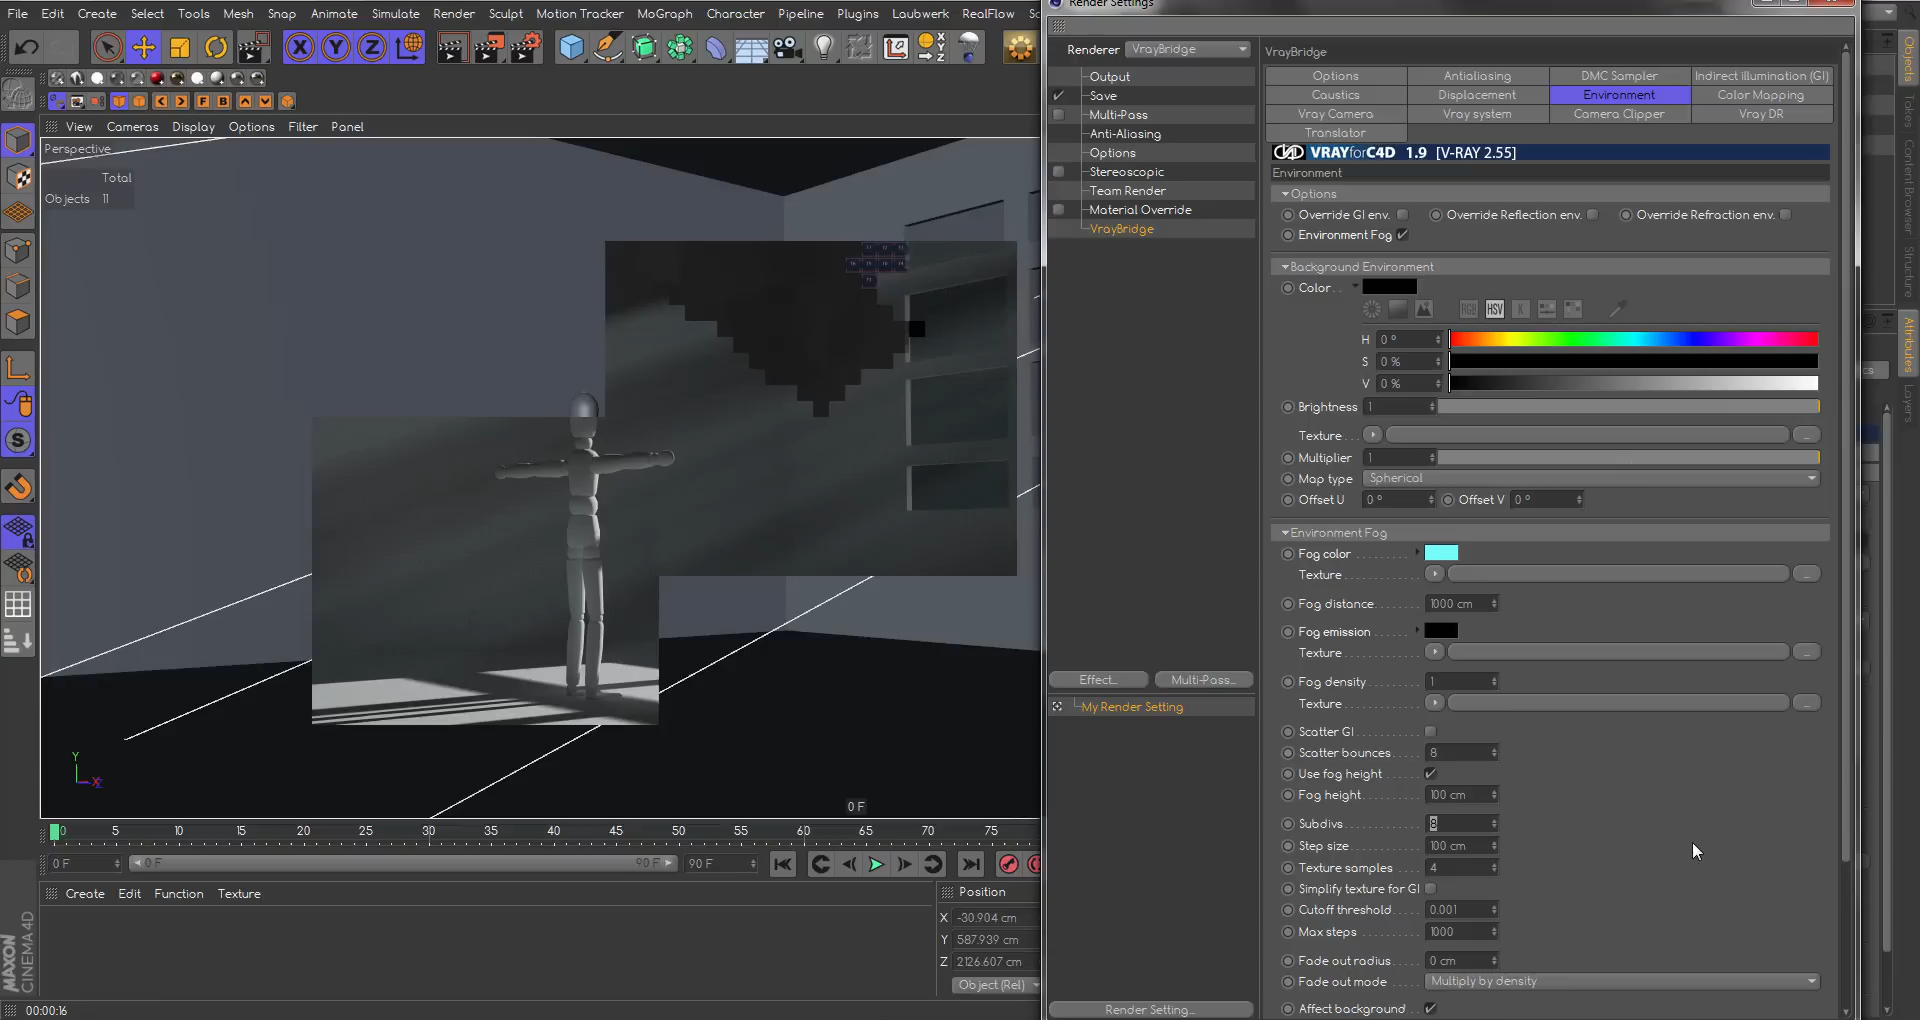 File Edit Create Select Tools Mesh Snap Animate Simulate Render Sculpt Motion Tracker MoGraph Character Pipeline Plugins Laubwerk RealFlow
Render Settings
X Y Z
F B
View Cameras Display Options Filter Panel
Perspective
Total
Objects 11
Y
X
0 F
0 5 10 15 20 25 30 35 40 45 50 55 60 65 70 75
0 F 0 F 90 F 90 F
Create Edit Function Texture
Position
X -30.904 cm
Y 587.939 cm
Z 2126.607 cm
Object (Rel)
MAXON
CINEMA 4D
00:00:16
Renderer VrayBridge
Output
Save
Multi-Pass
Anti-Aliasing
Options
Stereoscopic
Team Render
Material Override
VrayBridge
Effect... Multi-Pass...
My Render Setting
Render Setting...
VrayBridge
Options Antialiasing DMC Sampler Indirect illumination (GI)
Caustics Displacement Environment Color Mapping
Vray Camera Vray system Camera Clipper Vray DR
Translator
VRAYforC4D 1.9 [V-RAY 2.55]
Environment
Options
Override GI env. Override Reflection env. Override Refraction env.
Environment Fog
Background Environment
Color
RGB HSV K
H 0 °
S 0 %
V 0 %
Brightness 1
Texture
Multiplier 1
Map type Spherical
Offset U 0 ° Offset V 0 °
Environment Fog
Fog color
Texture
Fog distance 1000 cm
Fog emission
Texture
Fog density 1
Texture
Scatter GI
Scatter bounces 8
Use fog height
Fog height 100 cm
Subdivs 8
Step size 100 cm
Texture samples 4
Simplify texture for GI
Cutoff threshold 0.001
Max steps 1000
Fade out radius 0 cm
Fade out mode Multiply by density
Affect background
Objects
Takes
Content Browser
Structure
Attributes
Layers